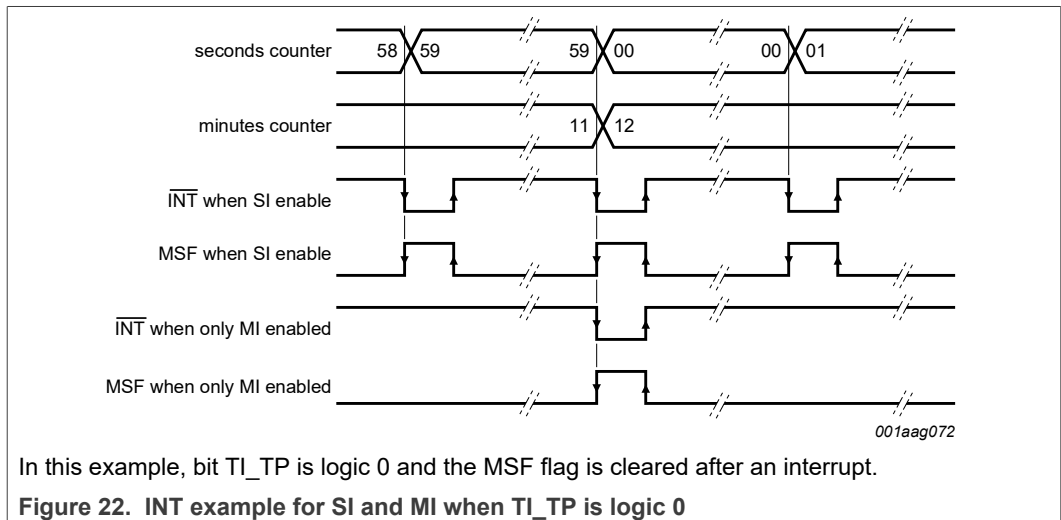 seconds counter 58 59 59 00 00 01
minutes counter 11 12
INT when SI enable
MSF when SI enable
INT when only MI enabled
MSF when only MI enabled
001aag072
In this example, bit TI_TP is logic 0 and the MSF flag is cleared after an interrupt.
Figure 22. INT example for SI and MI when TI_TP is logic 0